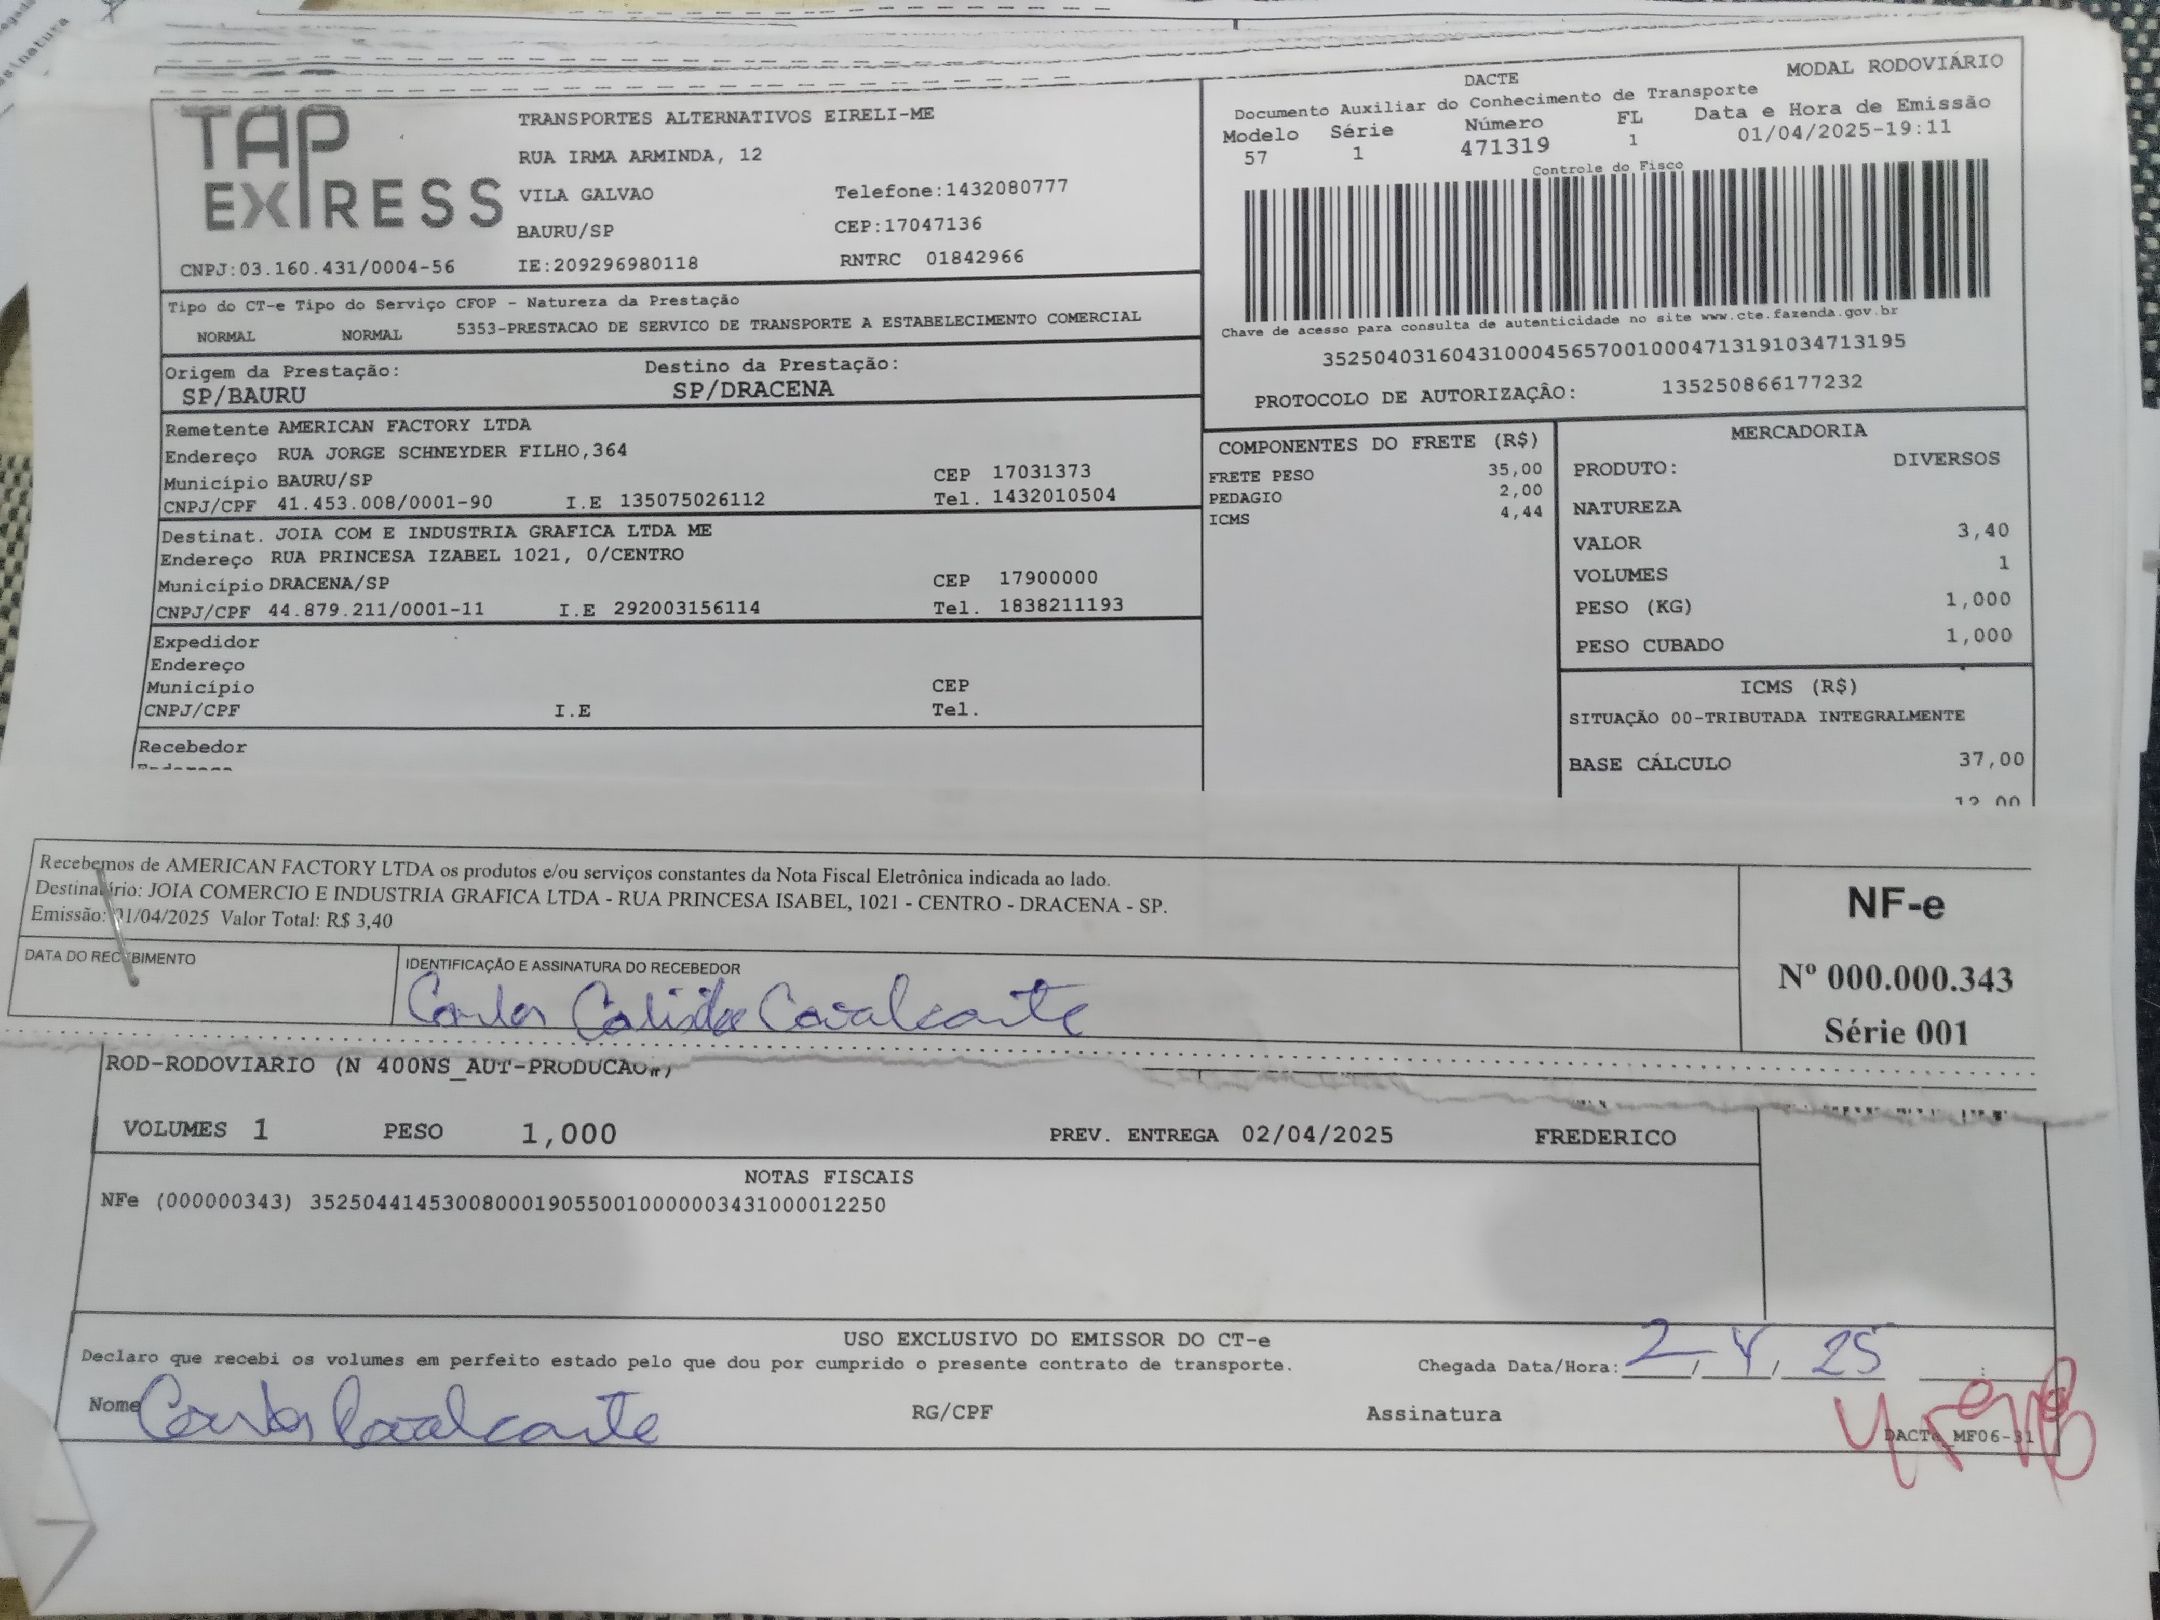 TAP
EXPRESS
TRANSPORTES ALTERNATIVOS EIRELI-ME
RUA IRMA ARMINDA, 12
VILA GALVAO Telefone:1432080777
BAURU/SP CEP:17047136
CNPJ:03.160.431/0004-56 IE:209296980118 RNTRC 01842966
DACTE MODAL RODOVIÁRIO
Documento Auxiliar do Conhecimento de Transporte
Modelo Série Número FL Data e Hora de Emissão
57 1 471319 1 01/04/2025-19:11
Controle do Fisco
Chave de acesso para consulta de autenticidade no site www.cte.fazenda.gov.br
35250403160431000456570010004713191034713195
PROTOCOLO DE AUTORIZAÇÂO: 135250866177232
Tipo do CT-e Tipo do Serviço CFOP - Natureza da Prestação
NORMAL NORMAL 5353-PRESTACAO DE SERVICO DE TRANSPORTE A ESTABELECIMENTO COMERCIAL
Origem da Prestação: Destino da Prestação:
SP/BAURU SP/DRACENA
Remetente AMERICAN FACTORY LTDA
Endereço RUA JORGE SCHNEYDER FILHO,364
Município BAURU/SP CEP 17031373
CNPJ/CPF 41.453.008/0001-90 I.E 135075026112 Tel. 1432010504
Destinat. JOIA COM E INDUSTRIA GRAFICA LTDA ME
Endereço RUA PRINCESA IZABEL 1021, 0/CENTRO
Município DRACENA/SP CEP 17900000
CNPJ/CPF 44.879.211/0001-11 I.E 292003156114 Tel. 1838211193
Expedidor
Endereço
Município CEP
CNPJ/CPF I.E Tel.
Recebedor
COMPONENTES DO FRETE (R$)
FRETE PESO 35,00
PEDAGIO 2,00
ICMS 4,44
MERCADORIA
PRODUTO: DIVERSOS
NATUREZA
VALOR 3,40
VOLUMES 1
PESO (KG) 1,000
PESO CUBADO 1,000
ICMS (R$)
SITUAÇÃO 00-TRIBUTADA INTEGRALMENTE
BASE CÁLCULO 37,00
12,00
Recebemos de AMERICAN FACTORY LTDA os produtos e/ou serviços constantes da Nota Fiscal Eletrônica indicada ao lado.
Destinatário: JOIA COMERCIO E INDUSTRIA GRAFICA LTDA - RUA PRINCESA ISABEL, 1021 - CENTRO - DRACENA - SP.
Emissão: 01/04/2025 Valor Total: R$ 3,40
DATA DO RECEBIMENTO IDENTIFICAÇÃO E ASSINATURA DO RECEBEDOR
Cavalcante
NF-e
Nº 000.000.343
Série 001
ROD-RODOVIARIO (N 400NS_AUT-PRODUCAO
VOLUMES 1 PESO 1,000 PREV. ENTREGA 02/04/2025 FREDERICO
NOTAS FISCAIS
NFe (000000343) 35250441453008000190550010000003431000012250
USO EXCLUSIVO DO EMISSOR DO CT-e
Declaro que recebi os volumes em perfeito estado pelo que dou por cumprido o presente contrato de transporte. Chegada Data/Hora: 2/4/25 :
Nome Cavalcante RG/CPF Assinatura
DACTe_MF06-31